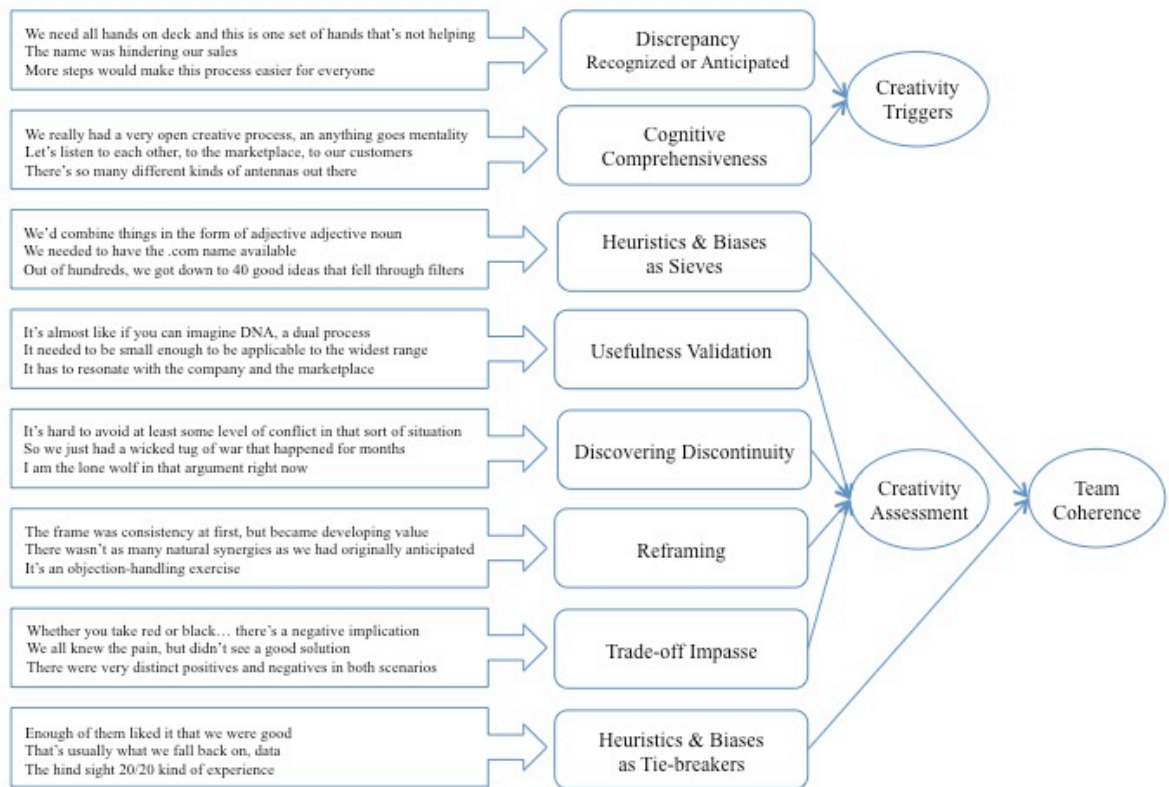 We need all hands on deck and this is one set of hands that's not helping
The name was hindering our sales
More steps would make this process easier for everyone
Discrepancy
Recognized or Anticipated
Creativity
Triggers
We really had a very open creative process, an anything goes mentality
Let's listen to each other, to the marketplace, to our customers
There's so many different kinds of antennas out there
Cognitive
Comprehensiveness
We'd combine things in the form of adjective adjective noun
We needed to have the .com name available
Out of hundreds, we got down to 40 good ideas that fell through filters
Heuristics & Biases
as Sieves
It's almost like if you can imagine DNA, a dual process
It needed to be small enough to be applicable to the widest range
It has to resonate with the company and the marketplace
Usefulness Validation
It's hard to avoid at least some level of conflict in that sort of situation
So we just had a wicked tug of war that happened for months
I am the lone wolf in that argument right now
Discovering Discontinuity
Creativity
Assessment
Team
Coherence
The frame was consistency at first, but became developing value
There wasn't as many natural synergies as we had originally anticipated
It's an objection-handling exercise
Reframing
Whether you take red or black… there's a negative implication
We all knew the pain, but didn't see a good solution
There were very distinct positives and negatives in both scenarios
Trade-off Impasse
Enough of them liked it that we were good
That's usually what we fall back on, data
The hind sight 20/20 kind of experience
Heuristics & Biases
as Tie-breakers